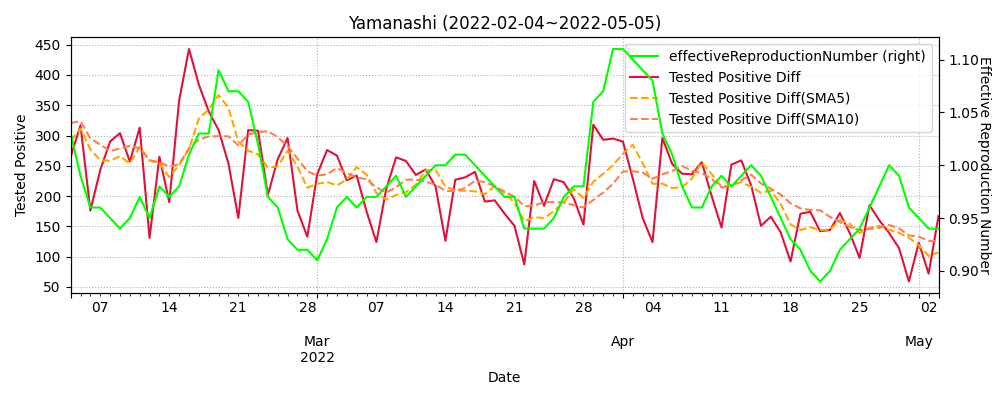 Yamanashi (2022-02-04~2022-05-05)
effectiveReproductionNumber (right)
Tested Positive Diff
Tested Positive Diff(SMA5)
Tested Positive Diff(SMA10)
Tested Positive
450
400
350
300
250
200
150
100
50
1.10
1.05
1.00
0.95
0.90
Effective Reproduction Number
07 14 21 28 07 14 21 28 04 11 18 25 02
Mar Apr May
2022
Date